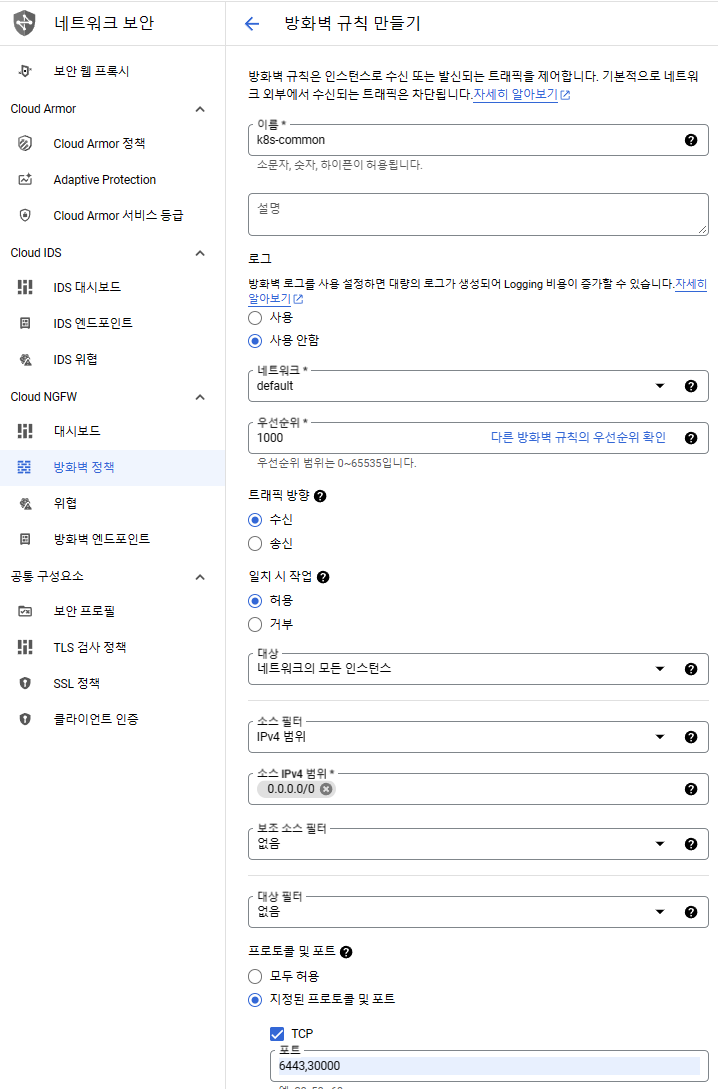 네트워크 보안
보안 웹 프록시
Cloud Armor
Cloud Armor 정책
Adaptive Protection
Cloud Armor 서비스 등급
Cloud IDS
IDS 대시보드
IDS 엔드포인트
IDS 위협
Cloud NGFW
대시보드
방화벽 정책
위협
방화벽 엔드포인트
공통 구성요소
보안 프로필
TLS 검사 정책
SSL 정책
클라이언트 인증
방화벽 규칙 만들기
방화벽 규칙은 인스턴스로 수신 또는 발신되는 트래픽을 제어합니다. 기본적으로 네트워
크 외부에서 수신되는 트래픽은 차단됩니다.자세히 알아보기
이름 *
k8s-common
소문자, 숫자, 하이픈이 허용됩니다.
설명
로그
방화벽 로그를 사용 설정하면 대량의 로그가 생성되어 Logging 비용이 증가할 수 있습니다.자세히
알아보기
사용
사용 안함
네트워크 *
default
우선순위 *
1000 다른 방화벽 규칙의 우선순위 확인
우선순위 범위는 0~65535입니다.
트래픽 방향
수신
송신
일치 시 작업
허용
거부
대상
네트워크의 모든 인스턴스
소스 필터
IPv4 범위
소스 IPv4 범위 *
0.0.0.0/0
보조 소스 필터
없음
대상 필터
없음
프로토콜 및 포트
모두 허용
지정된 프로토콜 및 포트
TCP
포트
6443,30000